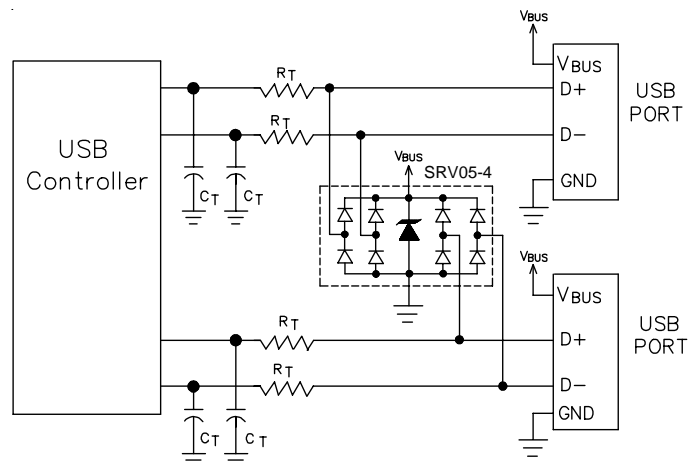 VBUS
RT
VBUS
D+
USB
PORT
RT
D−
USB
Controller
VBUS
SRV05-4
CT
CT
GND
VBUS
VBUS
RT
D+
USB
PORT
RT
D−
GND
CT
CT